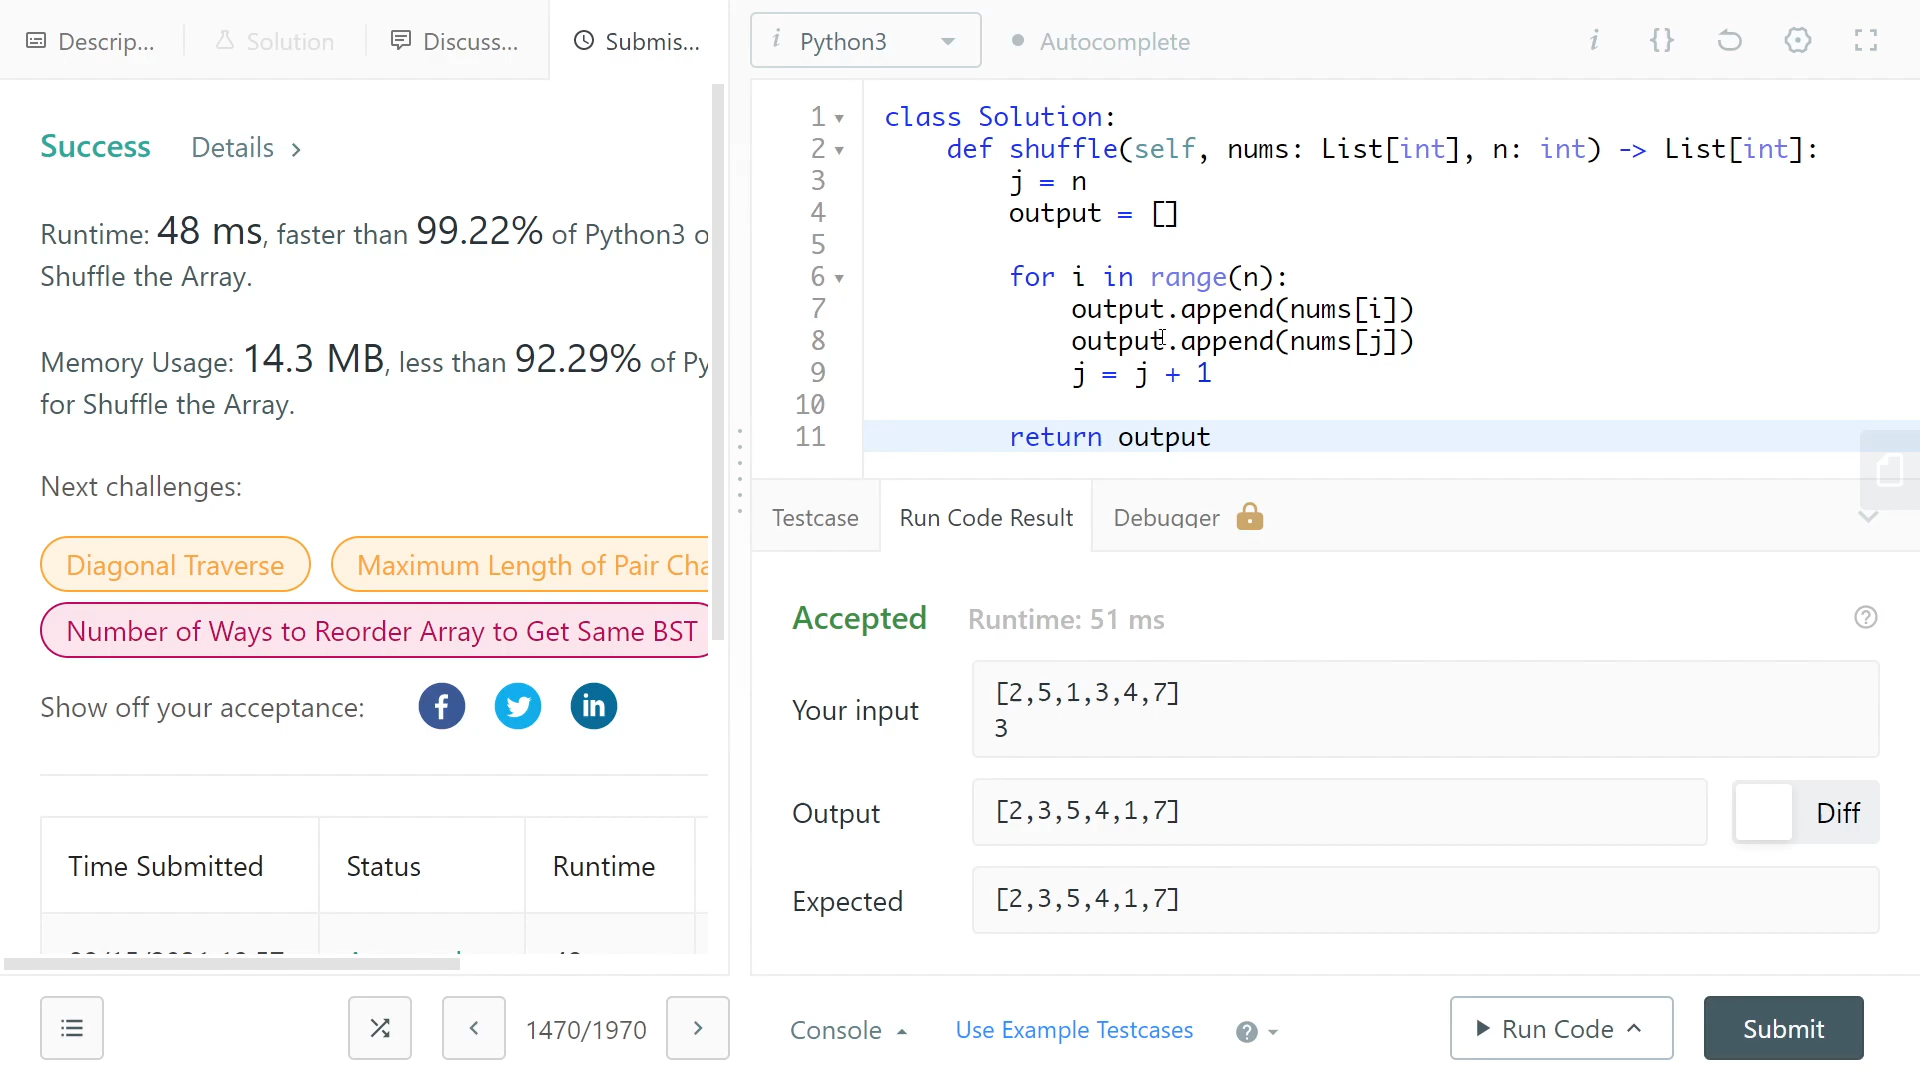 Descrip...
Solution
Discuss...
Submis...
Success
Details
Runtime: 48 ms, faster than 99.22% of Python3 o
Shuffle the Array.
Memory Usage: 14.3 MB, less than 92.29% of Py
for Shuffle the Array.
Next challenges:
Diagonal Traverse
Maximum Length of Pair Cha
Number of Ways to Reorder Array to Get Same BST
Show off your acceptance:
Time Submitted Status Runtime
1470/1970
i Python3
Autocomplete
i {}
1 class Solution:
2 def shuffle(self, nums: List[int], n: int) -> List[int]:
3 j = n
4 output = []
5
6 for i in range(n):
7 output.append(nums[i])
8 output.append(nums[j])
9 j = j + 1
10
11 return output
Testcase
Run Code Result
Debugger
Accepted
Runtime: 51 ms
Your input
[2,5,1,3,4,7]
3
Output
[2,3,5,4,1,7]
Diff
Expected
[2,3,5,4,1,7]
Console
Use Example Testcases
Run Code
Submit